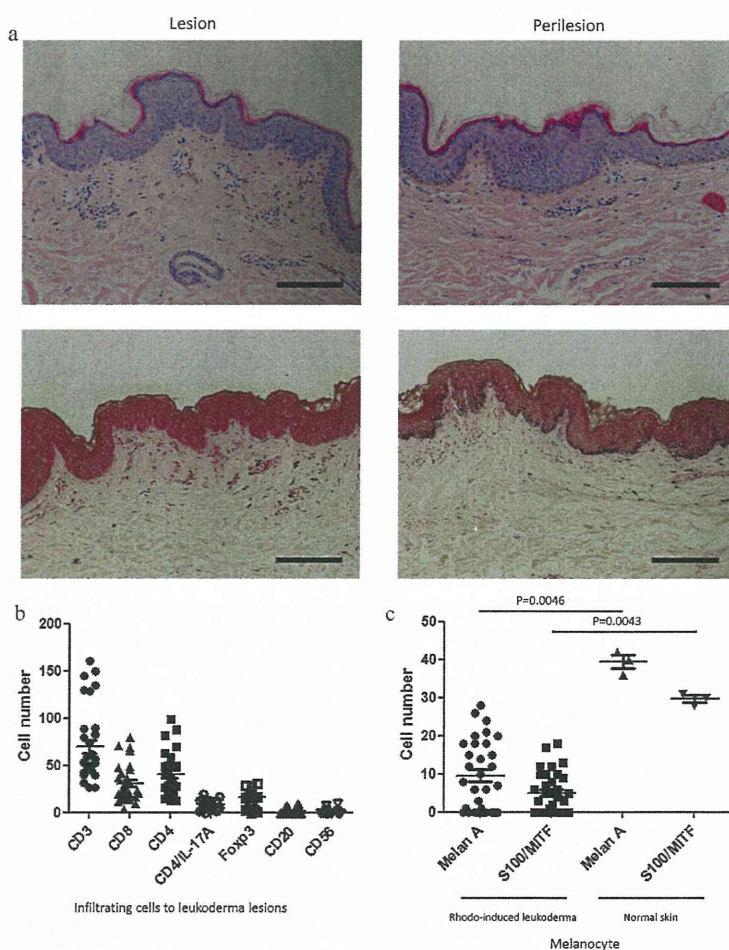 Lesion
Perilesion
a
b
200
150
100
50
0
Cell number
CD3
CD8
CD4
CD4/IL-17A
Foxp3
CD20
CD56
Infiltrating cells to leukoderma lesions
c
P=0.0046
P=0.0043
50
40
30
20
10
0
Cell number
Melan A
S100/MITF
Melan A
S100/MITF
Rhodo-induced leukoderma
Normal skin
Melanocyte